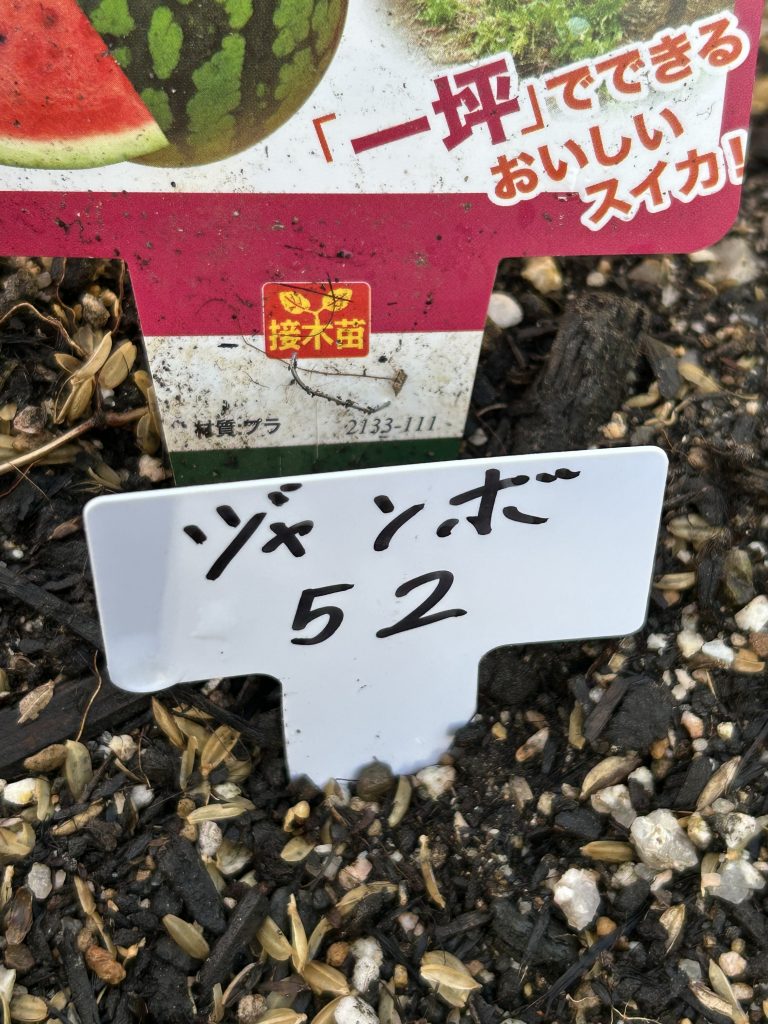 「一坪」でできる
おいしい
スイカ!
接木苗
材質:プラ 2133-111
ジャンボ
52